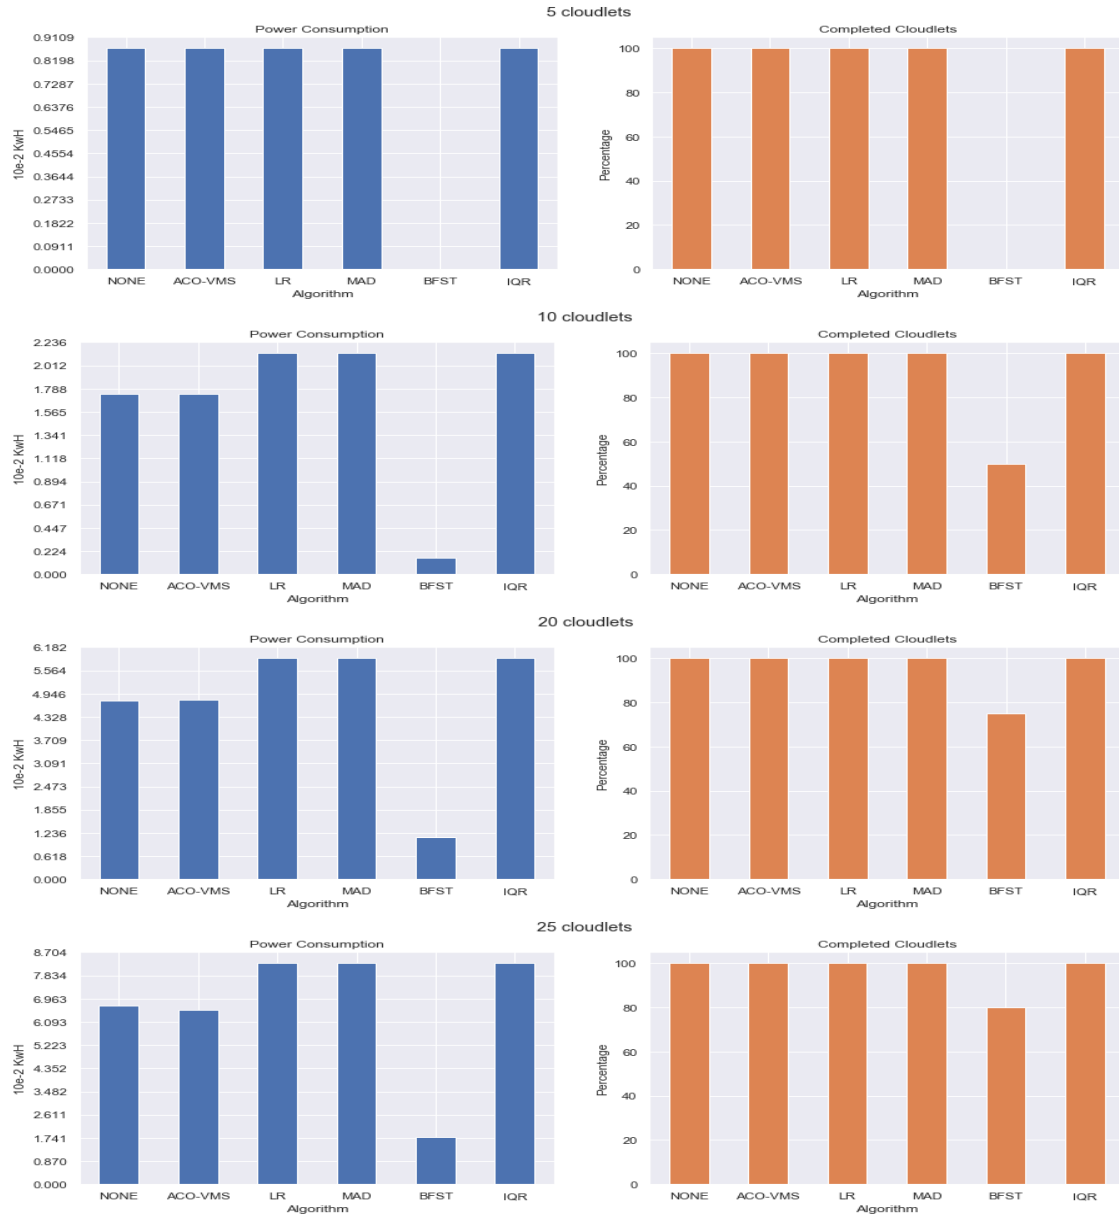 5 cloudlets
Power Consumption
0.9109
0.8198
0.7287
0.6376
0.5465
0.4554
0.3644
0.2733
0.1822
0.0911
0.0000
10e-2 KwH
NONE ACO-VMS LR MAD BFST IQR
Algorithm
Completed Cloudlets
100
80
60
40
20
0
Percentage
NONE ACO-VMS LR MAD BFST IQR
Algorithm
10 cloudlets
Power Consumption
2.236
2.012
1.788
1.565
1.341
1.118
0.894
0.671
0.447
0.224
0.000
10e-2 KwH
NONE ACO-VMS LR MAD BFST IQR
Algorithm
Completed Cloudlets
100
80
60
40
20
0
Percentage
NONE ACO-VMS LR MAD BFST IQR
Algorithm
20 cloudlets
Power Consumption
6.182
5.564
4.946
4.328
3.709
3.091
2.473
1.855
1.236
0.618
0.000
10e-2 KwH
NONE ACO-VMS LR MAD BFST IQR
Algorithm
Completed Cloudlets
100
80
60
40
20
0
Percentage
NONE ACO-VMS LR MAD BFST IQR
Algorithm
25 cloudlets
Power Consumption
8.704
7.834
6.963
6.093
5.223
4.352
3.482
2.611
1.741
0.870
0.000
10e-2 KwH
NONE ACO-VMS LR MAD BFST IQR
Algorithm
Completed Cloudlets
100
80
60
40
20
0
Percentage
NONE ACO-VMS LR MAD BFST IQR
Algorithm